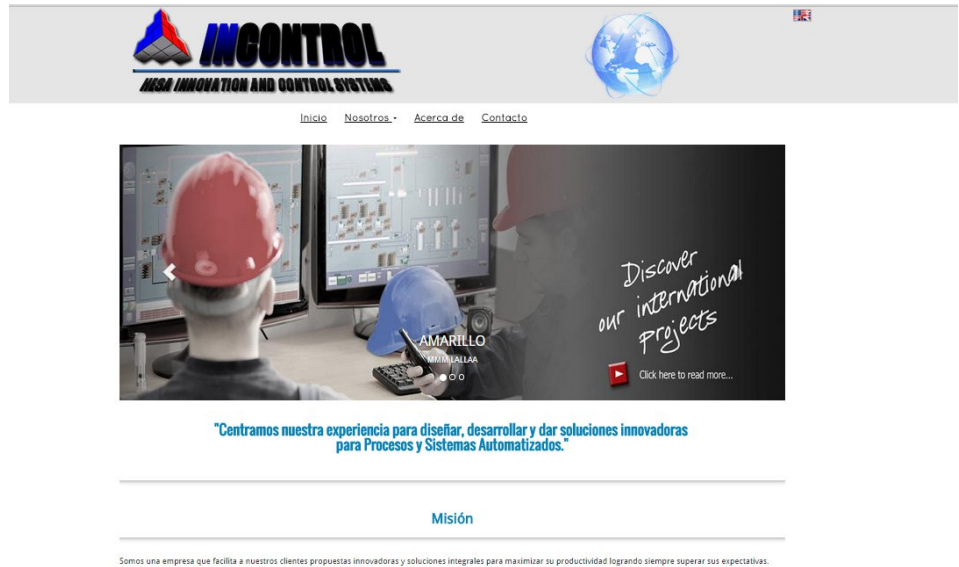 INCONTROL
HESA INNOVATION AND CONTROL SYSTEMS
Inicio Nosotros Acerca de Contacto
Discover
our international
projects
AMARILLO
MMM LALLAA
Click here to read more...
"Centramos nuestra experiencia para diseñar, desarrollar y dar soluciones innovadoras
para Procesos y Sistemas Automatizados."
Misión
Somos una empresa que facilita a nuestros clientes propuestas innovadoras y soluciones integrales para maximizar su productividad logrando siempre superar sus expectativas.